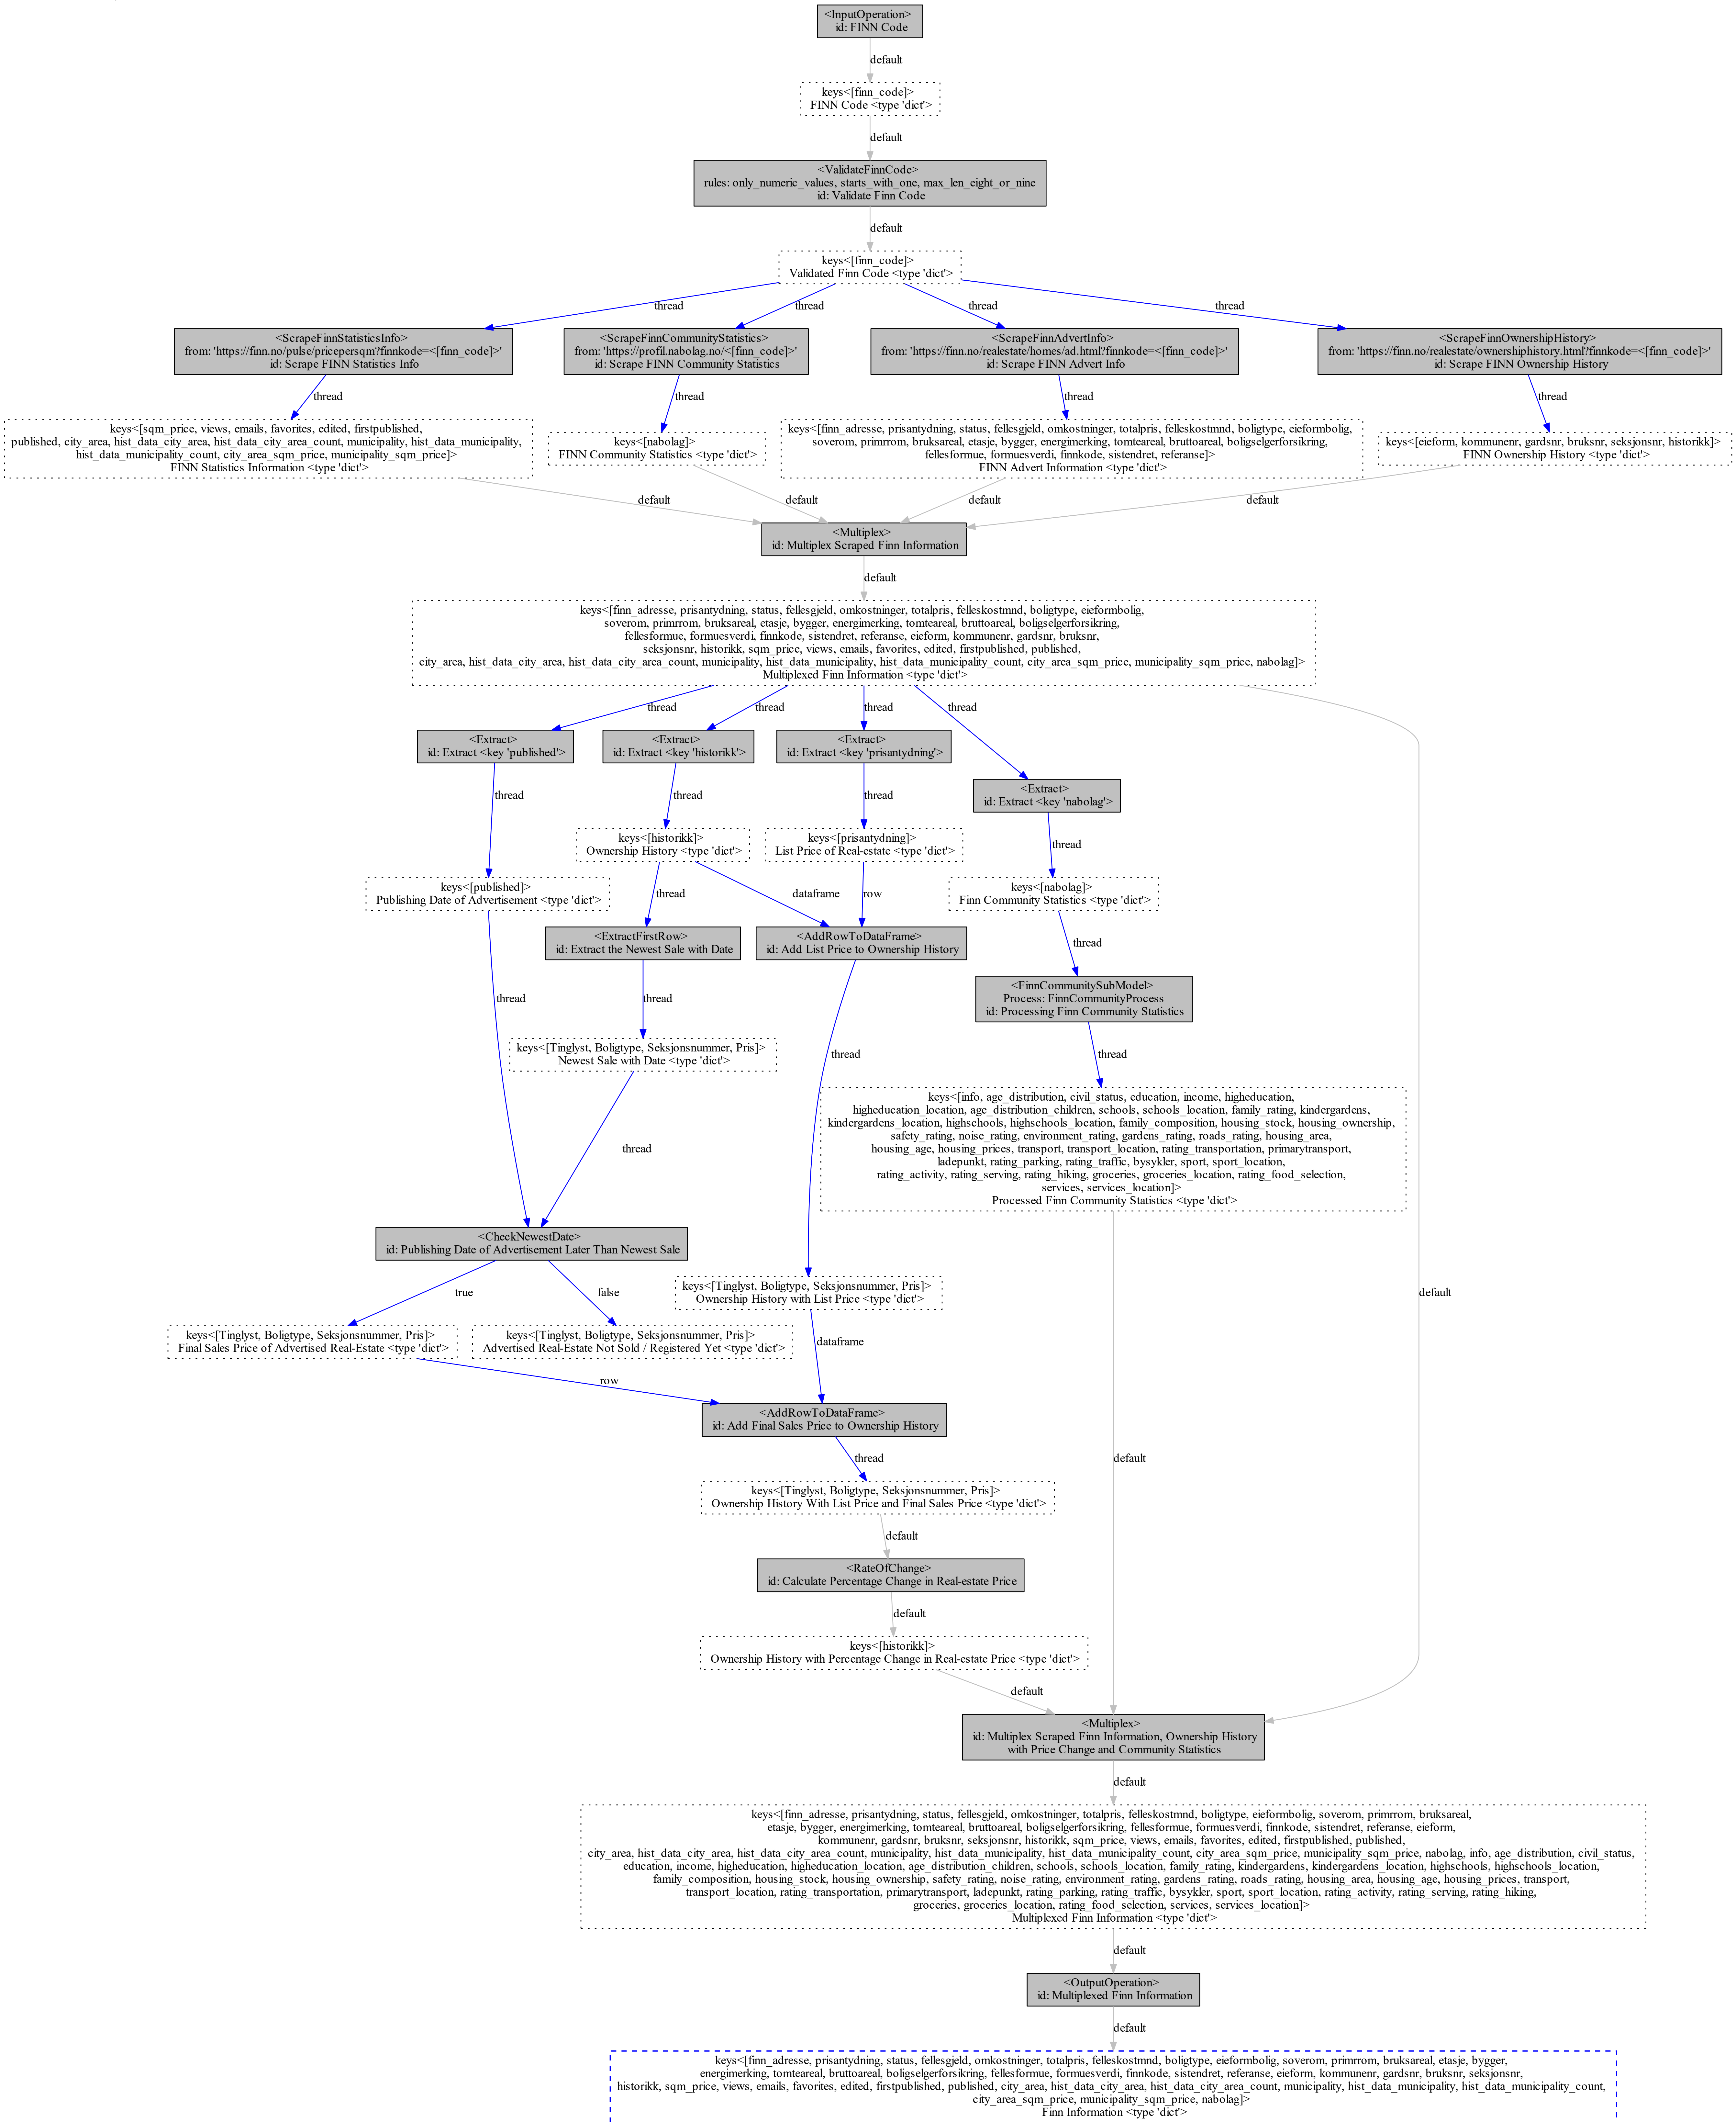 <InputOperation>
id: FINN Code
default
keys<[finn_code]>
FINN Code <type 'dict'>
default
<ValidateFinnCode>
rules: only_numeric_values, starts_with_one, max_len_eight_or_nine
id: Validate Finn Code
default
keys<[finn_code]>
Validated Finn Code <type 'dict'>
thread
thread
thread
thread
<ScrapeFinnStatisticsInfo>
from: 'https://finn.no/pulse/pricepersqm?finnkode=<[finn_code]>'
id: Scrape FINN Statistics Info
<ScrapeFinnCommunityStatistics>
from: 'https://profil.nabolag.no/<[finn_code]>'
id: Scrape FINN Community Statistics
<ScrapeFinnAdvertInfo>
from: 'https://finn.no/realestate/homes/ad.html?finnkode=<[finn_code]>'
id: Scrape FINN Advert Info
<ScrapeFinnOwnershipHistory>
from: 'https://finn.no/realestate/ownershiphistory.html?finnkode=<[finn_code]>'
id: Scrape FINN Ownership History
thread
thread
thread
thread
keys<[sqm_price, views, emails, favorites, edited, firstpublished,
published, city_area, hist_data_city_area, hist_data_city_area_count, municipality, hist_data_municipality,
hist_data_municipality_count, city_area_sqm_price, municipality_sqm_price]>
FINN Statistics Information <type 'dict'>
keys<[nabolag]>
FINN Community Statistics <type 'dict'>
keys<[finn_adresse, prisantydning, status, fellesgjeld, omkostninger, totalpris, felleskostmnd, boligtype, eieformbolig,
soverom, primrrom, bruksareal, etasje, bygger, energimerking, tomteareal, bruttoareal, boligselgerforsikring,
fellesformue, formuesverdi, finnkode, sistendret, referanse]>
FINN Advert Information <type 'dict'>
keys<[eieform, kommunenr, gardsnr, bruksnr, seksjonsnr, historikk]>
FINN Ownership History <type 'dict'>
default
default
default
default
<Multiplex>
id: Multiplex Scraped Finn Information
default
keys<[finn_adresse, prisantydning, status, fellesgjeld, omkostninger, totalpris, felleskostmnd, boligtype, eieformbolig,
soverom, primrrom, bruksareal, etasje, bygger, energimerking, tomteareal, bruttoareal, boligselgerforsikring,
fellesformue, formuesverdi, finnkode, sistendret, referanse, eieform, kommunenr, gardsnr, bruksnr,
seksjonsnr, historikk, sqm_price, views, emails, favorites, edited, firstpublished, published,
city_area, hist_data_city_area, hist_data_city_area_count, municipality, hist_data_municipality, hist_data_municipality_count, city_area_sqm_price, municipality_sqm_price, nabolag]>
Multiplexed Finn Information <type 'dict'>
thread
thread
thread
thread
<Extract>
id: Extract <key 'published'>
<Extract>
id: Extract <key 'historikk'>
<Extract>
id: Extract <key 'prisantydning'>
<Extract>
id: Extract <key 'nabolag'>
thread
thread
thread
thread
keys<[historikk]>
Ownership History <type 'dict'>
keys<[prisantydning]>
List Price of Real-estate <type 'dict'>
keys<[published]>
Publishing Date of Advertisement <type 'dict'>
keys<[nabolag]>
Finn Community Statistics <type 'dict'>
thread
dataframe
row
<ExtractFirstRow>
id: Extract the Newest Sale with Date
<AddRowToDataFrame>
id: Add List Price to Ownership History
thread
<FinnCommunitySubModel>
Process: FinnCommunityProcess
id: Processing Finn Community Statistics
thread
thread
thread
thread
keys<[Tinglyst, Boligtype, Seksjonsnummer, Pris]>
Newest Sale with Date <type 'dict'>
keys<[info, age_distribution, civil_status, education, income, highereducation,
highereducation_location, age_distribution_children, schools, schools_location, family_rating, kindergardens,
kindergardens_location, highschools, highschools_location, family_composition, housing_stock, housing_ownership,
safety_rating, noise_rating, environment_rating, gardens_rating, roads_rating, housing_area,
housing_age, housing_prices, transport, transport_location, rating_transportation, primarytransport,
ladepunkt, rating_parking, rating_traffic, bysykler, sport, sport_location,
rating_activity, rating_serving, rating_hiking, groceries, groceries_location, rating_food_selection,
services, services_location]>
Processed Finn Community Statistics <type 'dict'>
thread
<CheckNewestDate>
id: Publishing Date of Advertisement Later Than Newest Sale
keys<[Tinglyst, Boligtype, Seksjonsnummer, Pris]>
Ownership History with List Price <type 'dict'>
default
true
false
keys<[Tinglyst, Boligtype, Seksjonsnummer, Pris]>
Final Sales Price of Advertised Real-Estate <type 'dict'>
keys<[Tinglyst, Boligtype, Seksjonsnummer, Pris]>
Advertised Real-Estate Not Sold / Registered Yet <type 'dict'>
dataframe
row
<AddRowToDataFrame>
id: Add Final Sales Price to Ownership History
thread
default
keys<[Tinglyst, Boligtype, Seksjonsnummer, Pris]>
Ownership History With List Price and Final Sales Price <type 'dict'>
default
<RateOfChange>
id: Calculate Percentage Change in Real-estate Price
default
keys<[historikk]>
Ownership History with Percentage Change in Real-estate Price <type 'dict'>
default
<Multiplex>
id: Multiplex Scraped Finn Information, Ownership History
with Price Change and Community Statistics
default
keys<[finn_adresse, prisantydning, status, fellesgjeld, omkostninger, totalpris, felleskostmnd, boligtype, eieformbolig, soverom, primrrom, bruksareal,
etasje, bygger, energimerking, tomteareal, bruttoareal, boligselgerforsikring, fellesformue, formuesverdi, finnkode, sistendret, referanse, eieform,
kommunenr, gardsnr, bruksnr, seksjonsnr, historikk, sqm_price, views, emails, favorites, edited, firstpublished, published,
city_area, hist_data_city_area, hist_data_city_area_count, municipality, hist_data_municipality, hist_data_municipality_count, city_area_sqm_price, municipality_sqm_price, nabolag, info, age_distribution, civil_status,
education, income, higheducation, higheducation_location, age_distribution_children, schools, schools_location, family_rating, kindergardens, kindergardens_location, highschools, highschools_location,
family_composition, housing_stock, housing_ownership, safety_rating, noise_rating, environment_rating, gardens_rating, roads_rating, housing_area, housing_age, housing_prices, transport,
transport_location, rating_transportation, primarytransport, ladepunkt, rating_parking, rating_traffic, bysykler, sport, sport_location, rating_activity, rating_serving, rating_hiking,
groceries, groceries_location, rating_food_selection, services, services_location]>
Multiplexed Finn Information <type 'dict'>
default
<OutputOperation>
id: Multiplexed Finn Information
default
keys<[finn_adresse, prisantydning, status, fellesgjeld, omkostninger, totalpris, felleskostmnd, boligtype, eieformbolig, soverom, primrrom, bruksareal, etasje, bygger,
energimerking, tomteareal, bruttoareal, boligselgerforsikring, fellesformue, formuesverdi, finnkode, sistendret, referanse, eieform, kommunenr, gardsnr, bruksnr, seksjonsnr,
historikk, sqm_price, views, emails, favorites, edited, firstpublished, published, city_area, hist_data_city_area, hist_data_city_area_count, municipality, hist_data_municipality, hist_data_municipality_count,
city_area_sqm_price, municipality_sqm_price, nabolag]>
Finn Information <type 'dict'>